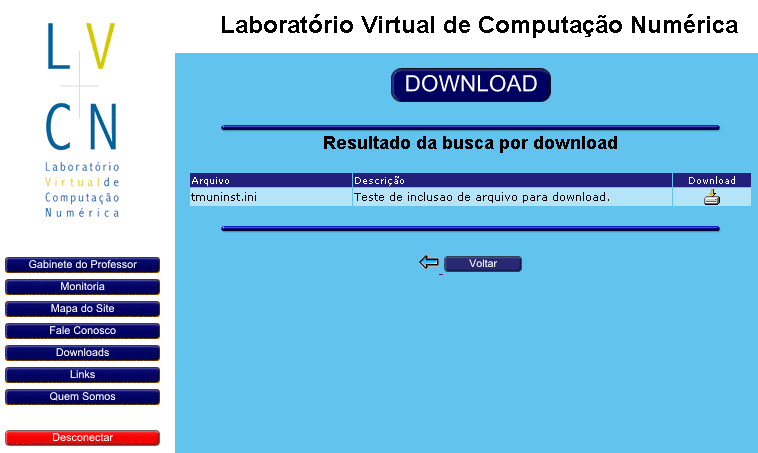 Laboratório Virtual de Computação Numérica
L V
C N
Laboratório
Virtual de
Computação
Numérica
DOWNLOAD
Resultado da busca por download
Arquivo Descrição Download
tmuninst.ini Teste de inclusao de arquivo para download.
Voltar
Gabinete do Professor
Monitoria
Mapa do Site
Fale Conosco
Downloads
Links
Quem Somos
Desconectar